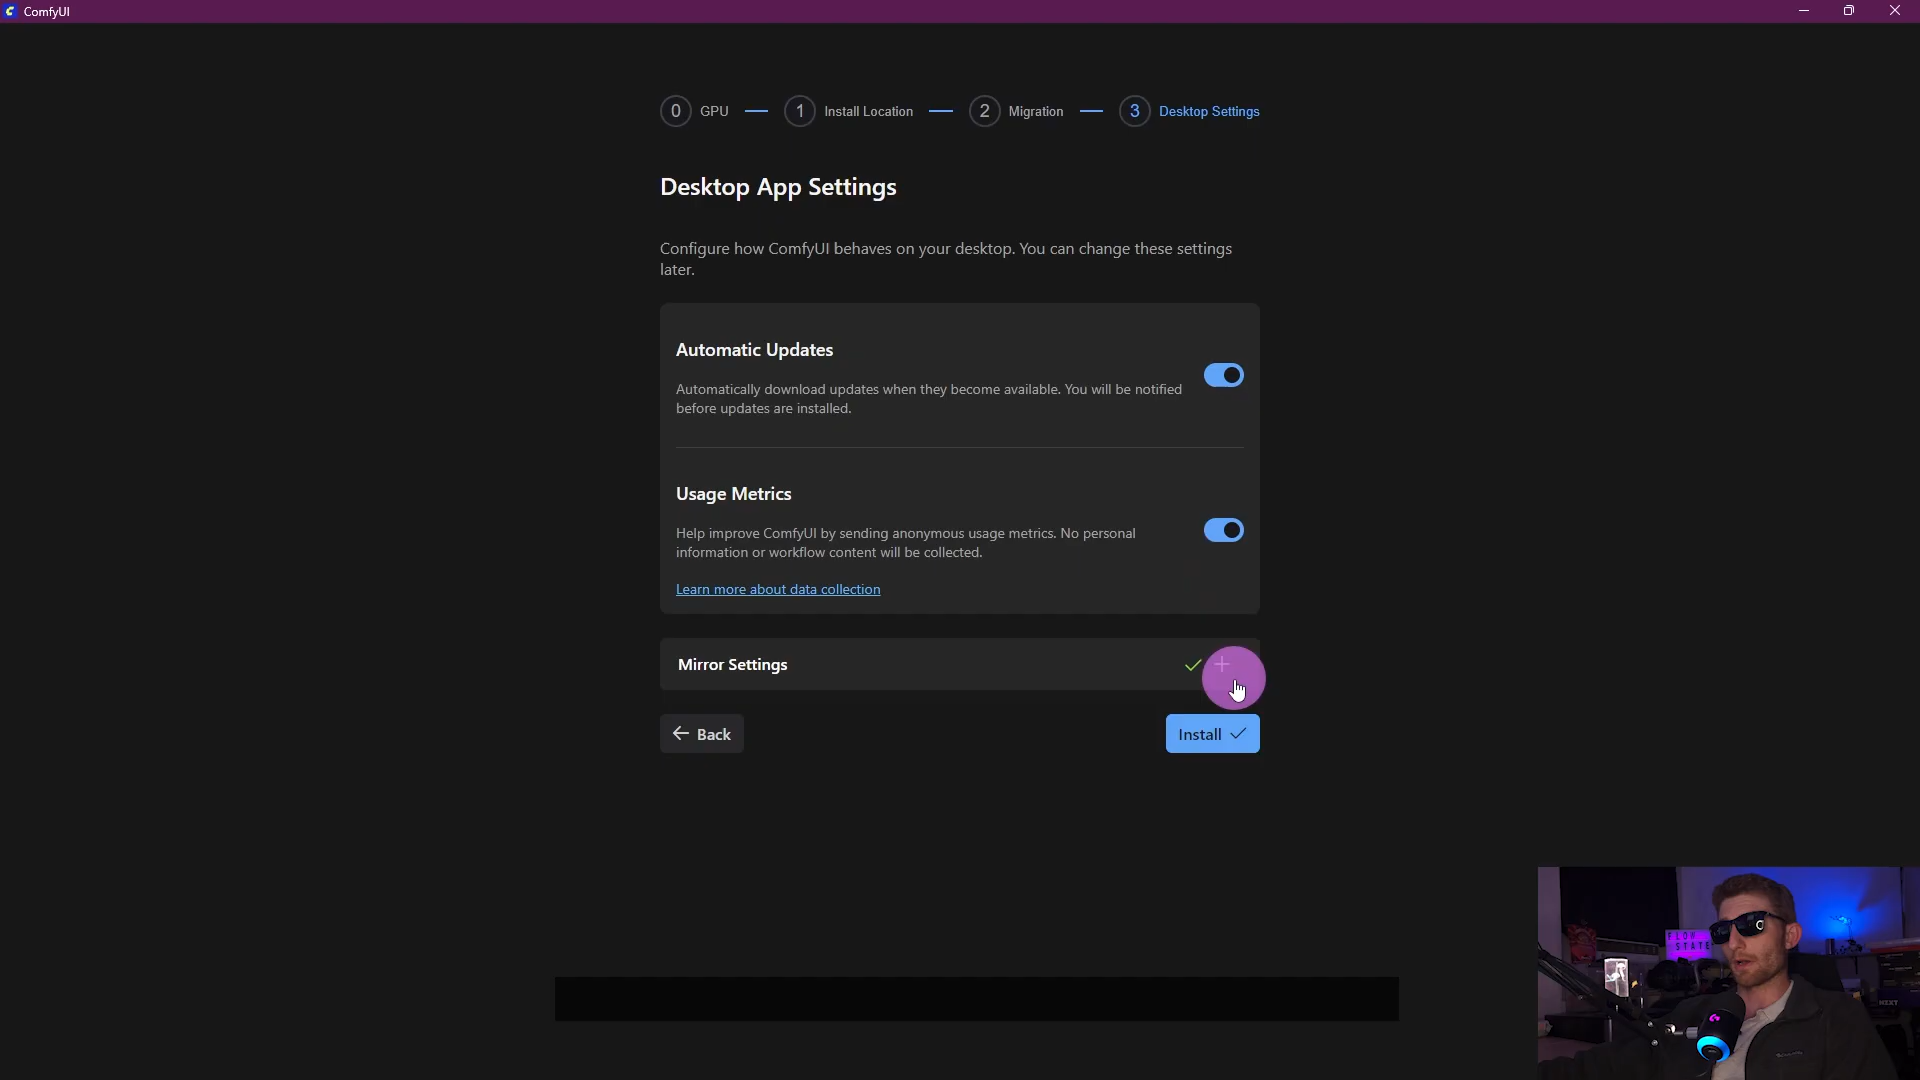 ComfyUI
0 GPU 1 Install Location 2 Migration 3 Desktop Settings
Desktop App Settings
Configure how ComfyUI behaves on your desktop. You can change these settings
later.
Automatic Updates
Automatically download updates when they become available. You will be notified
before updates are installed.
Usage Metrics
Help improve ComfyUI by sending anonymous usage metrics. No personal
information or workflow content will be collected.
Learn more about data collection
Mirror Settings
Back
Install
FLOW
STATE
NZXT